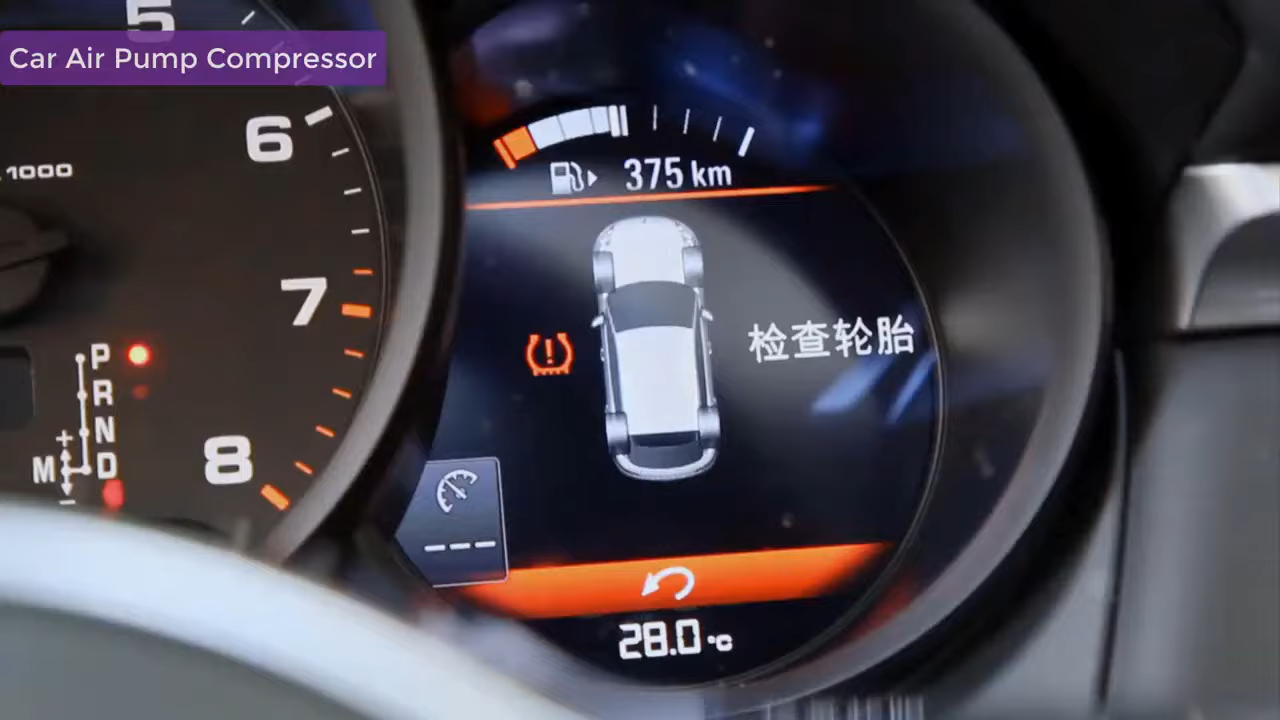 Car Air Pump Compressor
5
6
1000
7
8
P
R
N
D
M
+
-
375 km
检查轮胎
28.0 °C